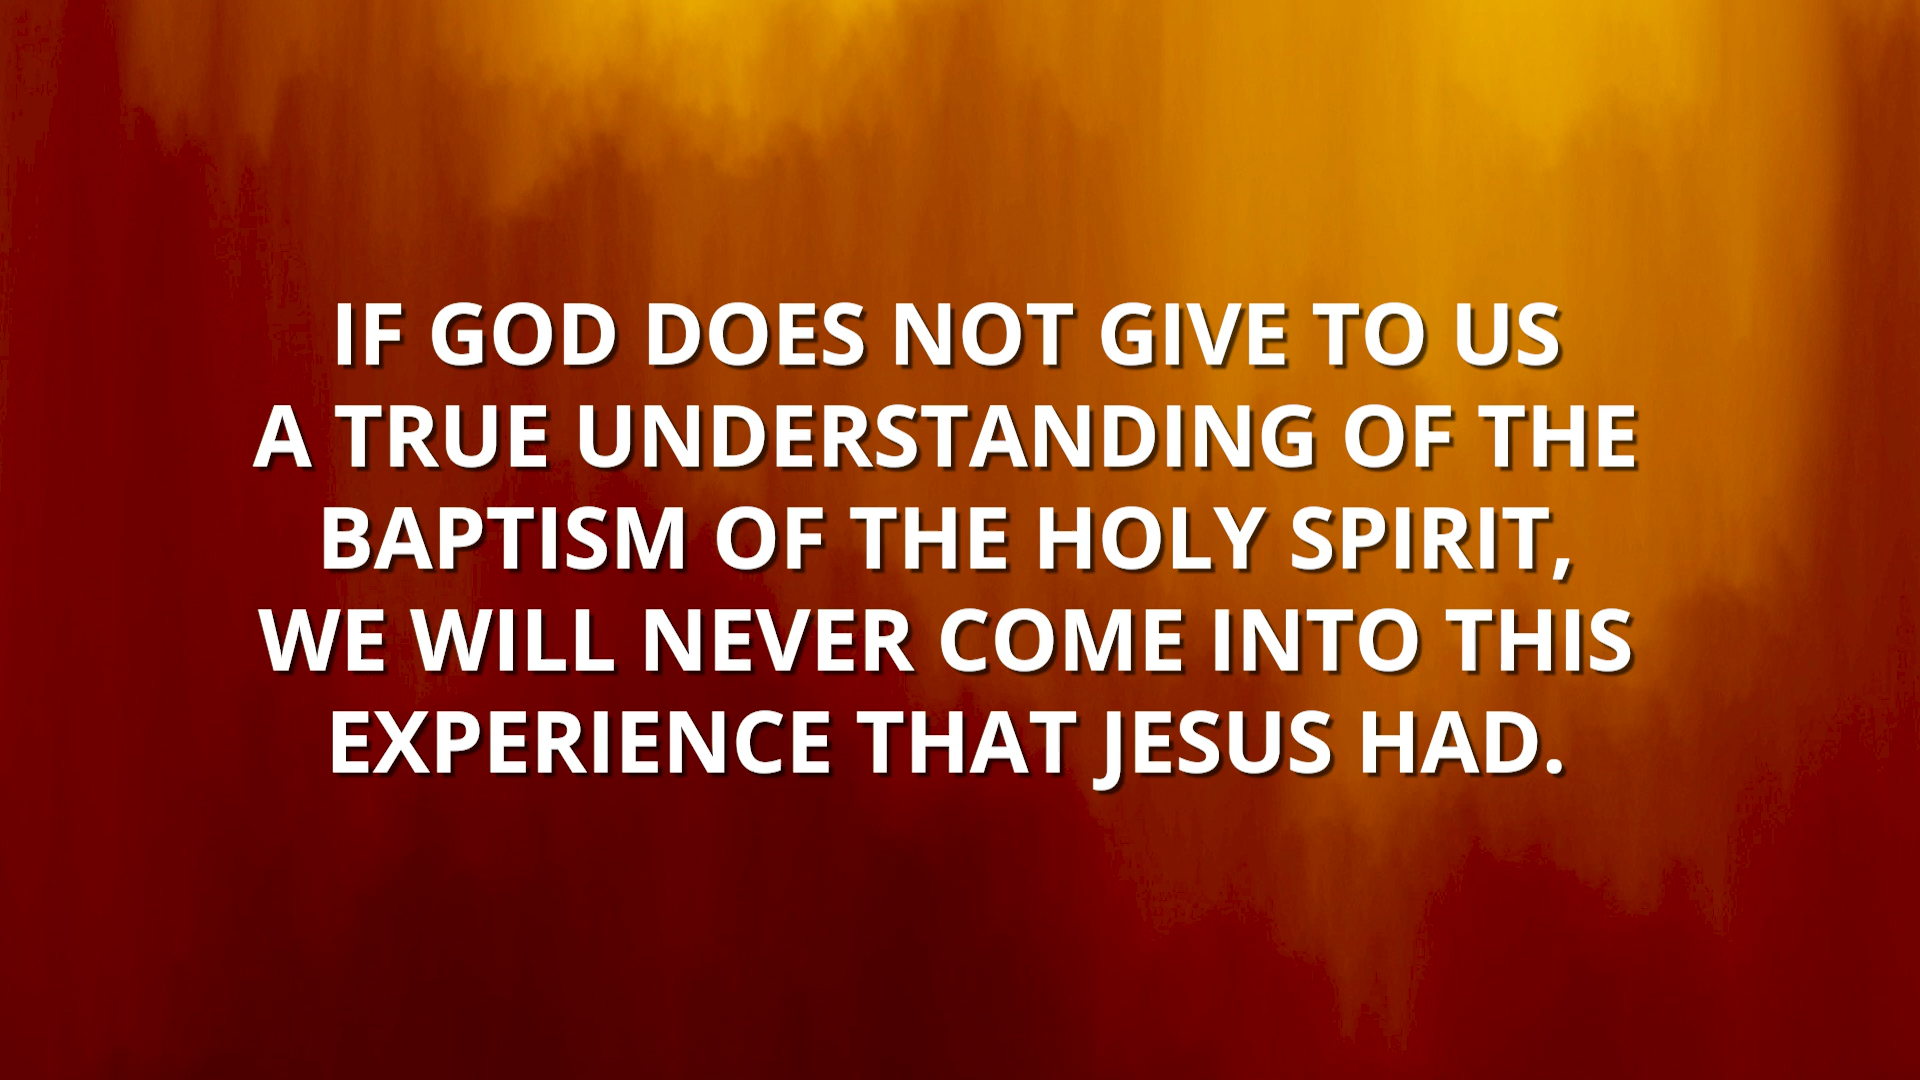 IF GOD DOES NOT GIVE TO US
A TRUE UNDERSTANDING OF THE
BAPTISM OF THE HOLY SPIRIT,
WE WILL NEVER COME INTO THIS
EXPERIENCE THAT JESUS HAD.